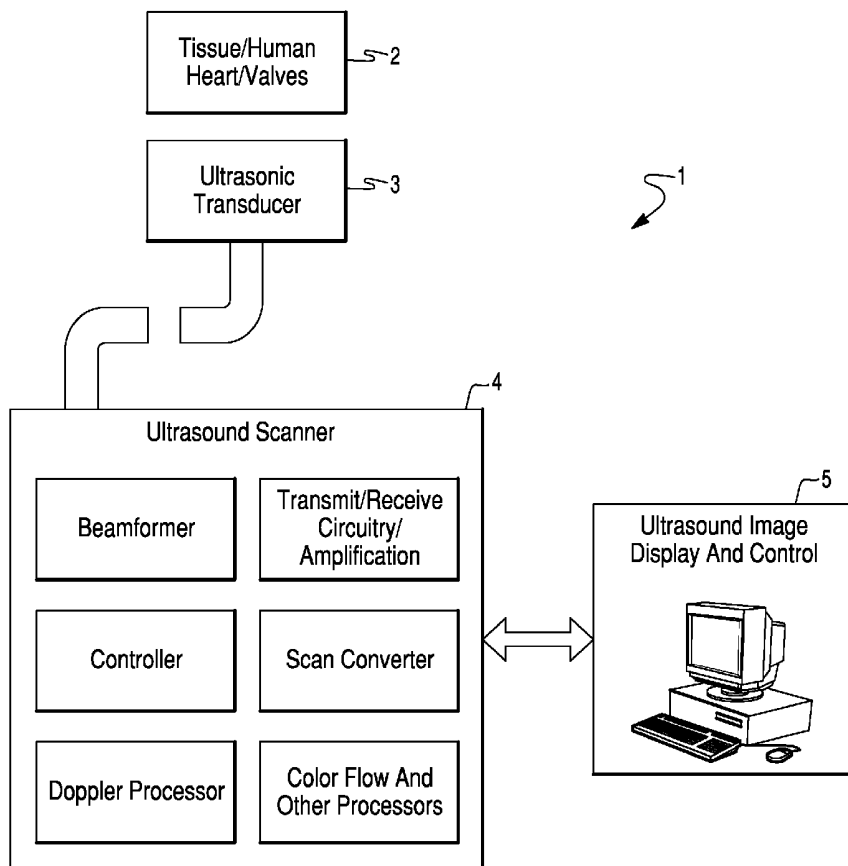 Tissue/Human
Heart/Valves
2
Ultrasonic
Transducer
3
1
4
Ultrasound Scanner
Beamformer
Transmit/Receive
Circuitry/
Amplification
Controller
Scan Converter
Doppler Processor
Color Flow And
Other Processors
5
Ultrasound Image
Display And Control